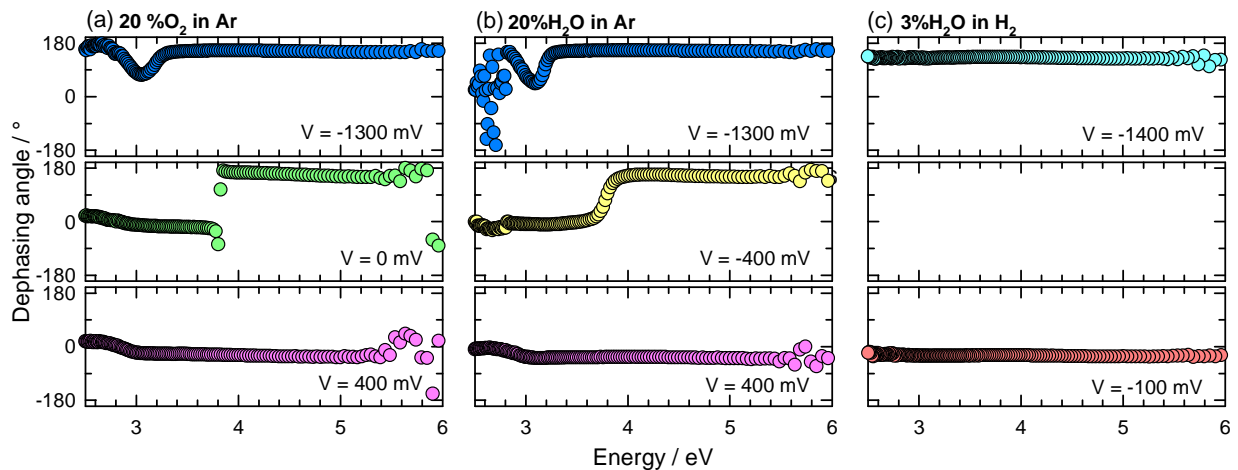 (a) 20 %O₂ in Ar
(b) 20%H₂O in Ar
(c) 3%H₂O in H₂
Dephasing angle / °
180
0
-180
180
0
-180
180
0
-180
V = -1300 mV
V = -1300 mV
V = -1400 mV
V = 0 mV
V = -400 mV
V = 400 mV
V = 400 mV
V = -100 mV
3 4 5 6
3 4 5 6
3 4 5 6
Energy / eV